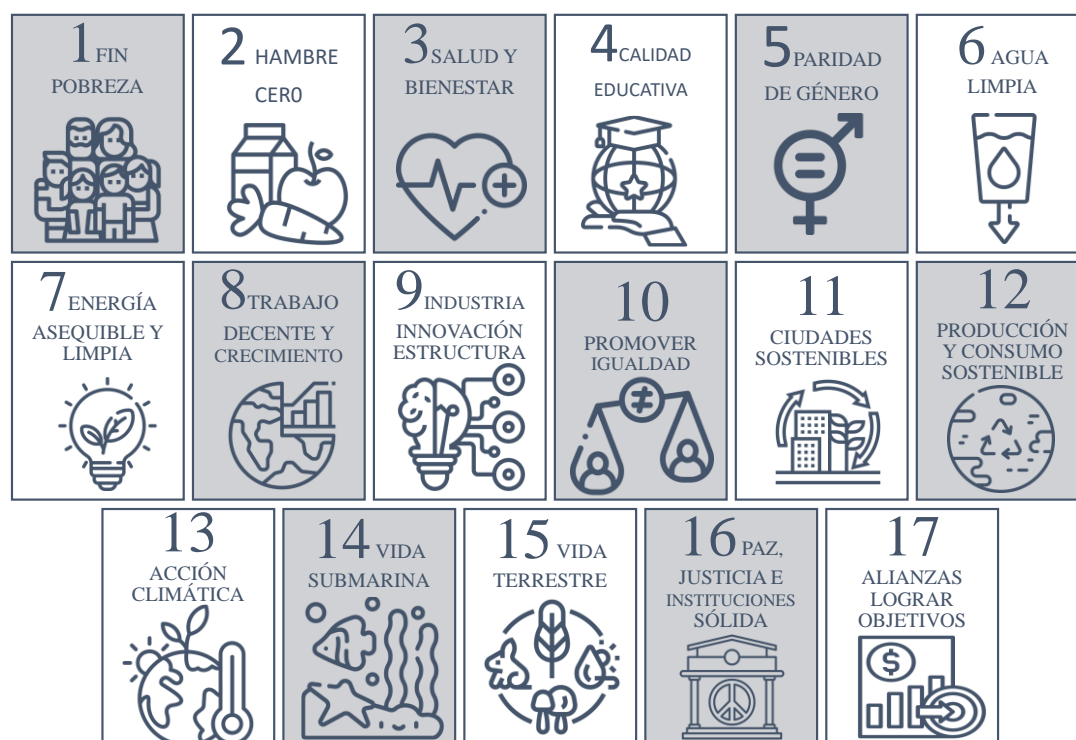 1 FIN
POBREZA
2 HAMBRE
CER0
3 SALUD Y
BIENESTAR
4 CALIDAD
EDUCATIVA
5 PARIDAD
DE GÉNERO
6 AGUA
LIMPIA
7 ENERGÍA
ASEQUIBLE Y
LIMPIA
8 TRABAJO
DECENTE Y
CRECIMIENTO
9 INDUSTRIA
INNOVACIÓN
ESTRUCTURA
10
PROMOVER
IGUALDAD
11
CIUDADES
SOSTENIBLES
12
PRODUCCIÓN
Y CONSUMO
SOSTENIBLE
13
ACCIÓN
CLIMÁTICA
14 VIDA
SUBMARINA
15 VIDA
TERRESTRE
16 PAZ,
JUSTICIA E
INSTITUCIONES
SÓLIDA
17
ALIANZAS
LOGRAR
OBJETIVOS
$